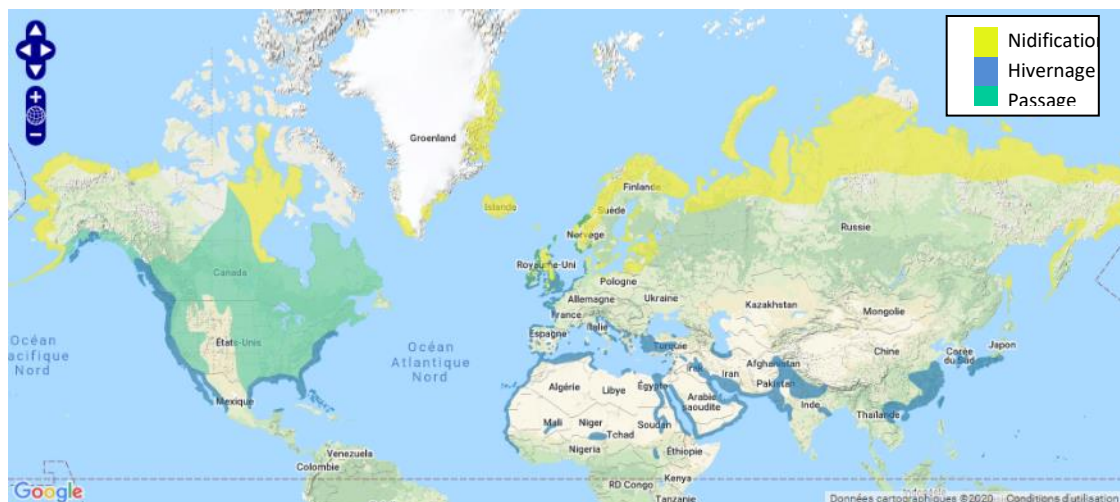 Nidification
Hivernage
Passage
Groenland
Islande
Finlande
Suède
Norvège
Russie
Canada
Royaume-Uni
Pologne
Allemagne
Ukraine
France
Kazakhstan
Mongolie
Espagne
Italie
Océan
Pacifique
Nord
États-Unis
Océan
Atlantique
Nord
Turquie
Chine
Corée
du Sud
Japon
Afghanistan
Irak
Iran
Pakistan
Mexique
Algérie
Libye
Égypte
Arabie
saoudite
Inde
Thaïlande
Mali
Niger
Tchad
Soudan
Nigeria
Éthiopie
Venezuela
Colombie
Kenya
RD Congo
Tanzanie
Google
Données cartographiques ©2020
Conditions d'utilisation